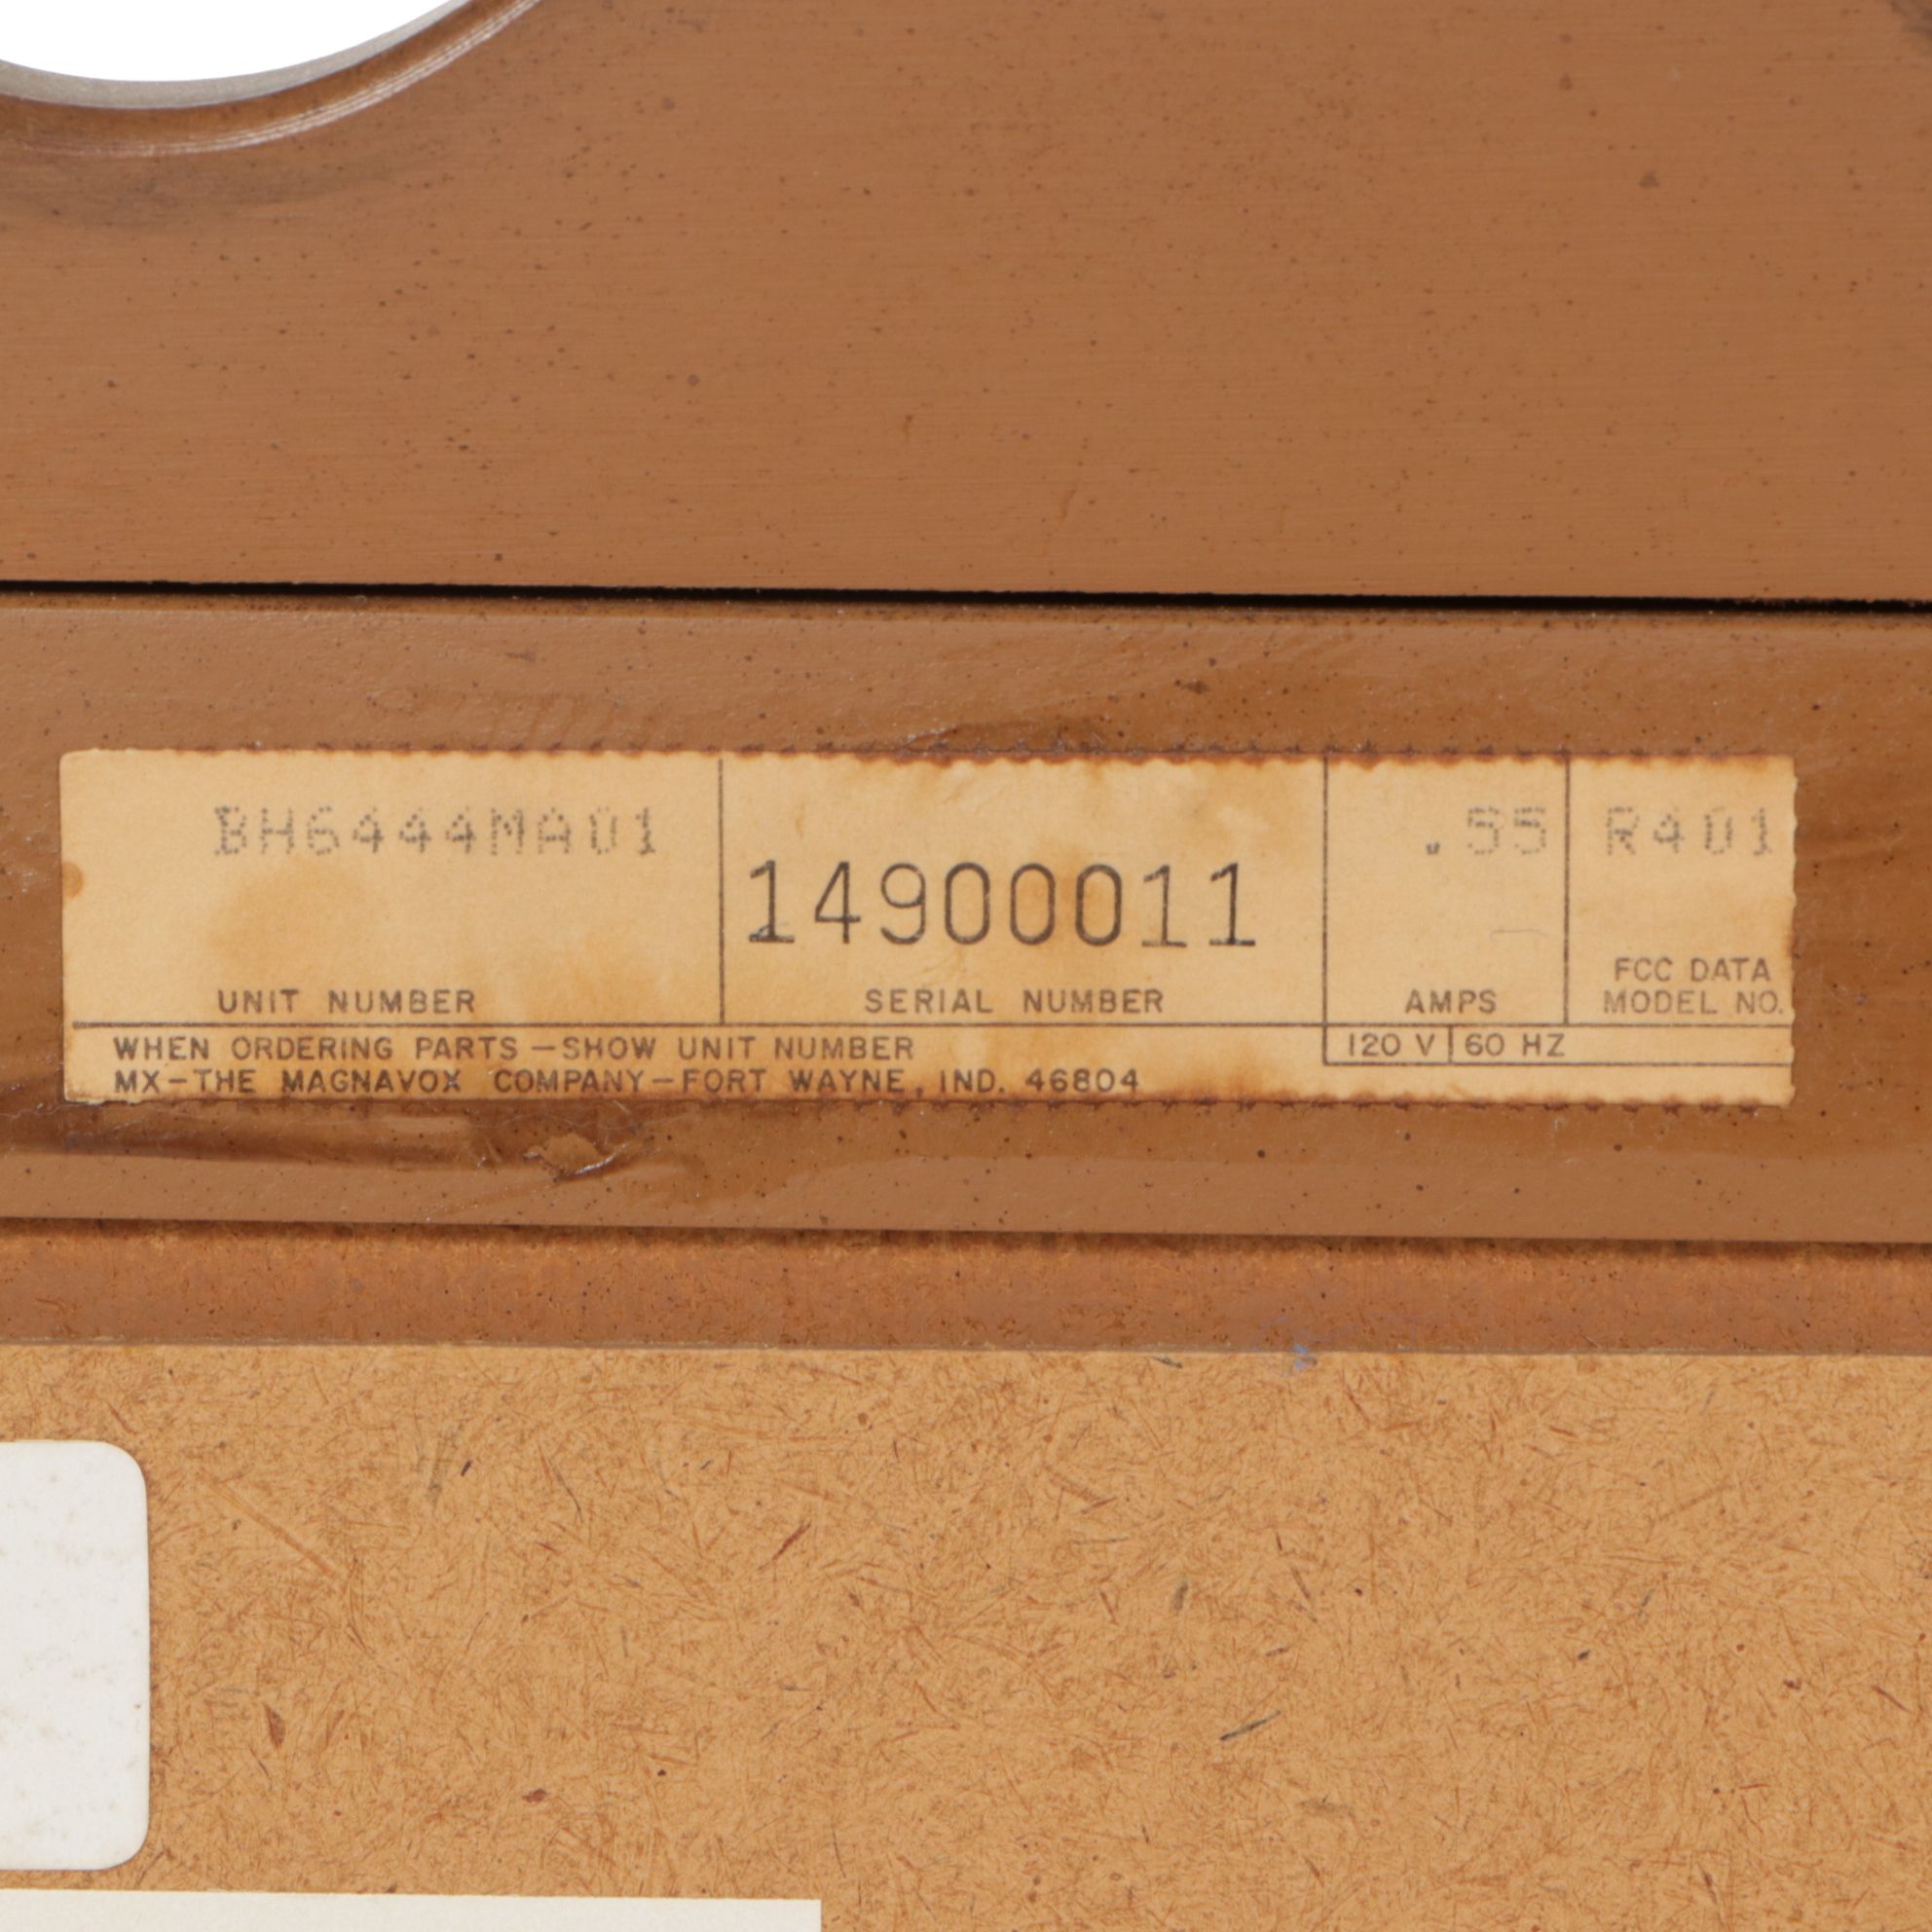 BH6444MA01
14900011
.55
R401
UNIT NUMBER
SERIAL NUMBER
AMPS
FCC DATA
MODEL NO.
WHEN ORDERING PARTS—SHOW UNIT NUMBER
120 V
60 HZ
MX—THE MAGNAVOX COMPANY—FORT WAYNE, IND. 46804